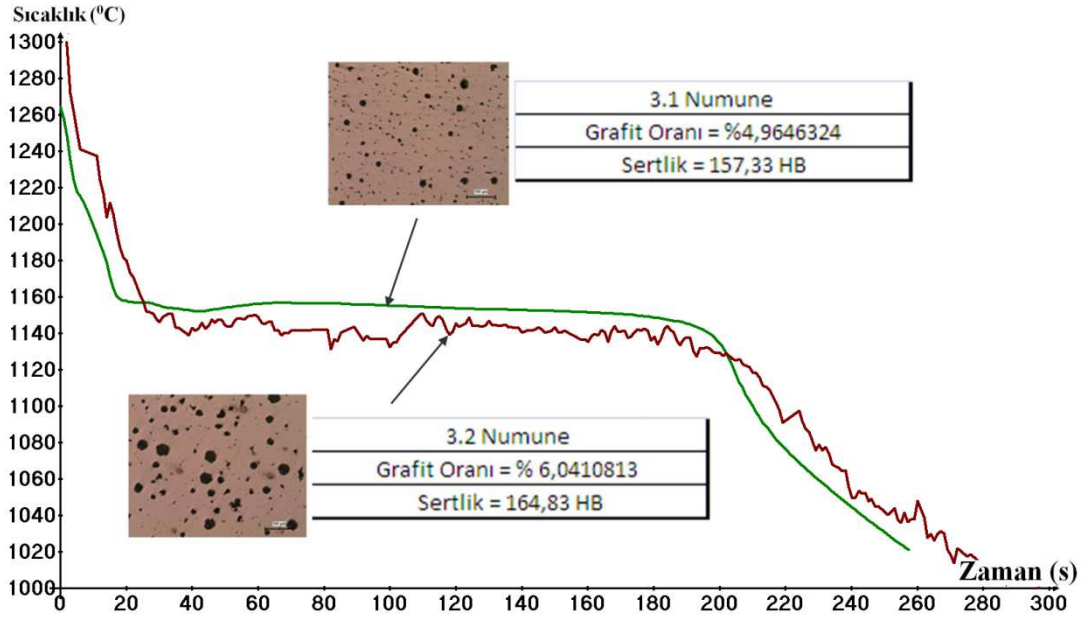 Sıcaklık (⁰C)
1300
1280
1260
1240
1220
1200
1180
1160
1140
1120
1100
1080
1060
1040
1020
1000
3.1 Numune
Grafit Oranı = %4,9646324
Sertlik = 157,33 HB
3.2 Numune
Grafit Oranı = % 6,0410813
Sertlik = 164,83 HB
Zaman (s)
0 20 40 60 80 100 120 140 160 180 200 220 240 260 280 300